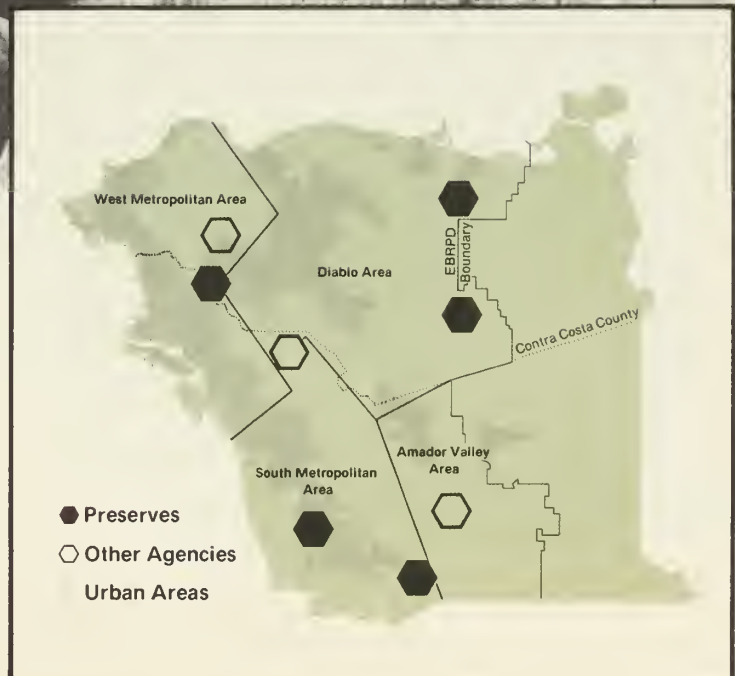 West Metropolitan Area
Diablo Area
EBRPD
Boundary
Contra Costa County
Amador Valley
Area
South Metropolitan
Area
Preserves
Other Agencies
Urban Areas